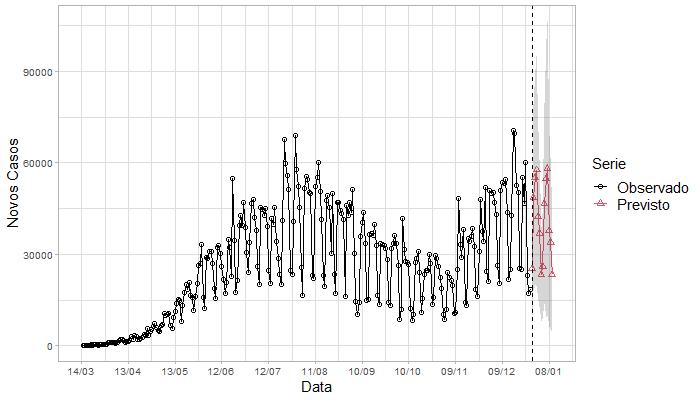 Novos Casos
90000
60000
30000
0
14/03 13/04 13/05 12/06 12/07 11/08 10/09 10/10 09/11 09/12 08/01
Data
Serie
Observado
Previsto